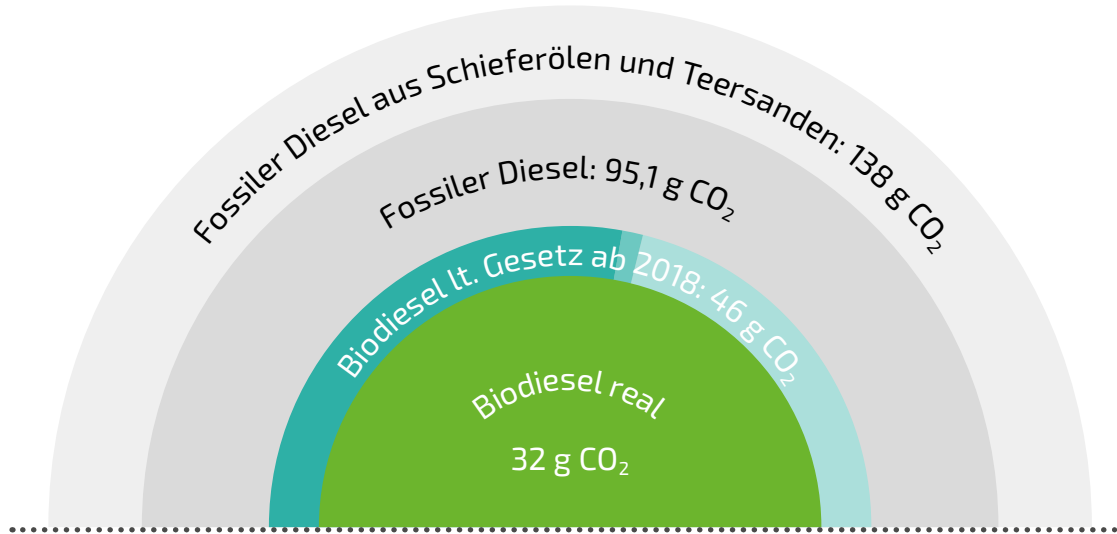 Fossiler Diesel aus Schieferölen und Teersanden: 138 g CO₂
Fossiler Diesel: 95,1 g CO₂
Biodiesel lt. Gesetz ab 2018: 46 g CO₂
Biodiesel real
32 g CO₂